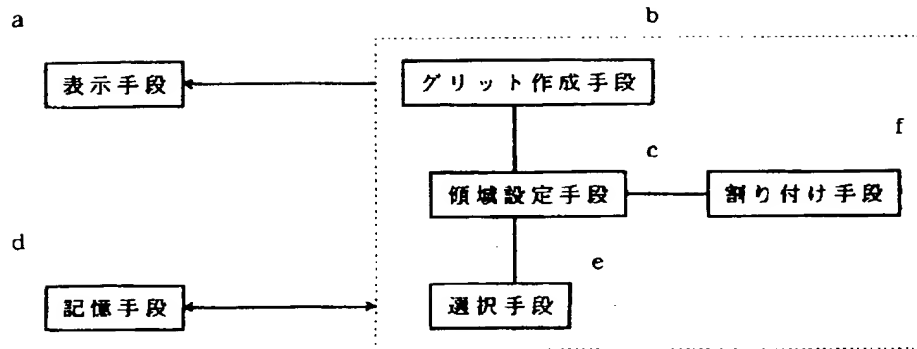 a
b
表示手段
グリット作成手段
f
c
領域設定手段
割り付け手段
d
e
記憶手段
選択手段